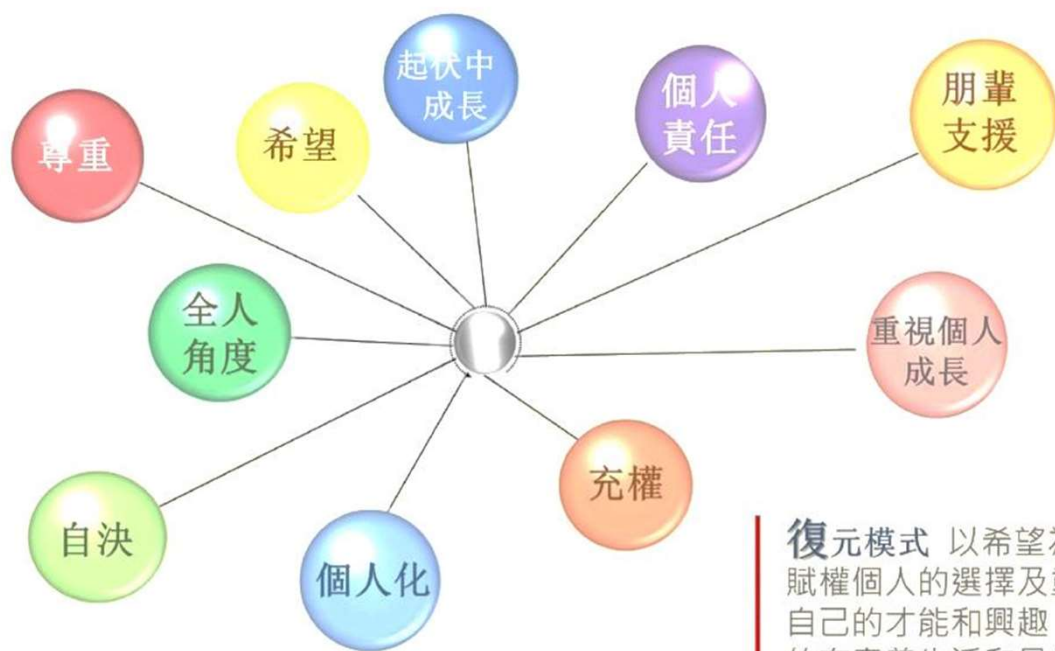 起伏中
成長
個人
責任
朋輩
支援
尊重
希望
全人
角度
重視個人
成長
充權
自決
個人化
復元模式 以希望
賦權個人的選擇及
自己的才能和興趣